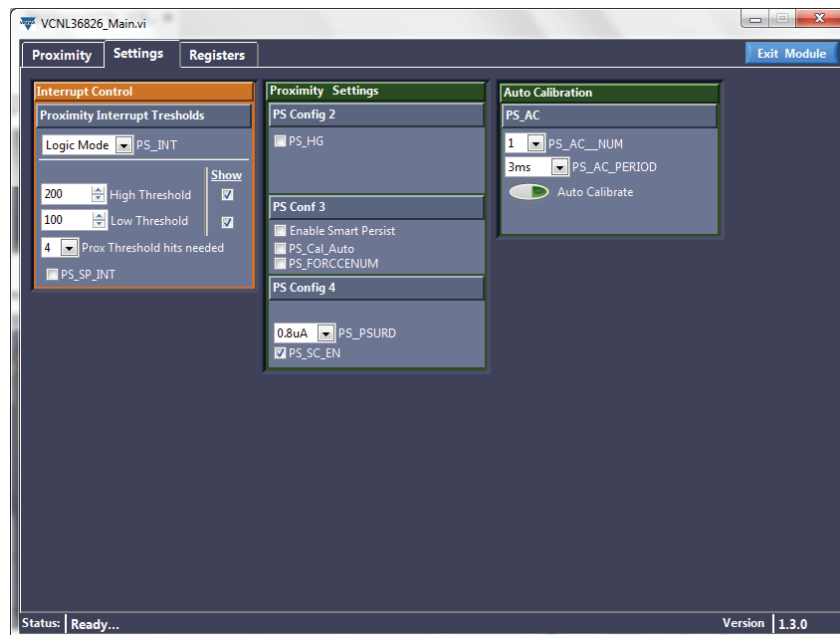 VCNL36826_Main.vi
Proximity Settings Registers Exit Module
Interrupt Control
Proximity Interrupt Tresholds
Logic Mode PS_INT
Show
200 High Threshold
100 Low Threshold
4 Prox Threshold hits needed
PS_SP_INT
Proximity Settings
PS Config 2
PS_HG
PS Conf 3
Enable Smart Persist
PS_Cal_Auto
PS_FORCCENUM
PS Config 4
0.8uA PS_PSURD
PS_SC_EN
Auto Calibration
PS_AC
1 PS_AC__NUM
3ms PS_AC_PERIOD
Auto Calibrate
Status: Ready... Version 1.3.0